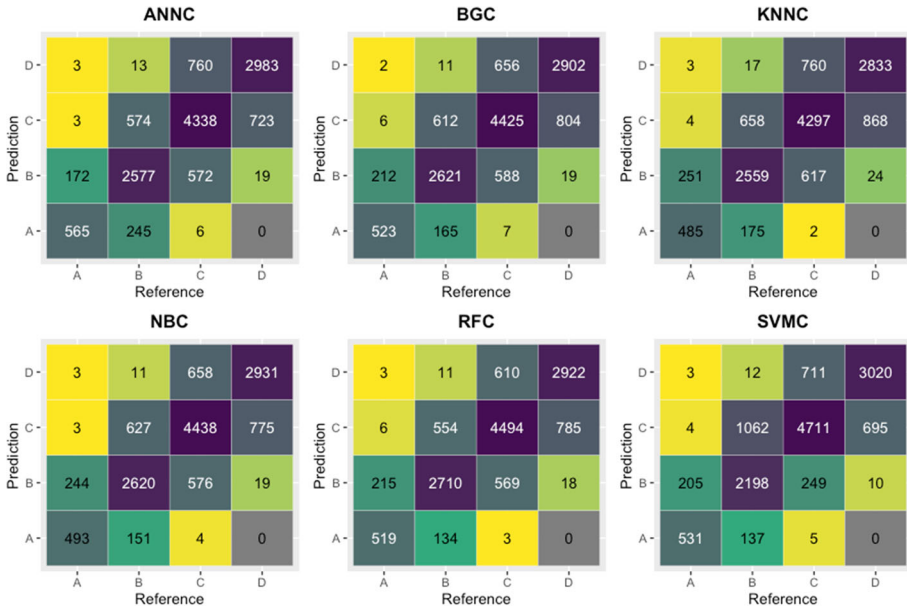 ANNC BGC KNNC
D 3 13 760 2983 D 2 11 656 2902 D 3 17 760 2833
C 3 574 4338 723 C 6 612 4425 804 C 4 658 4297 868
B 172 2577 572 19 B 212 2621 588 19 B 251 2559 617 24
A 565 245 6 0 A 523 165 7 0 A 485 175 2 0
Prediction Prediction Prediction
A B C D A B C D A B C D
Reference Reference Reference
NBC RFC SVMC
D 3 11 658 2931 D 3 11 610 2922 D 3 12 711 3020
C 3 627 4438 775 C 6 554 4494 785 C 4 1062 4711 695
B 244 2620 576 19 B 215 2710 569 18 B 205 2198 249 10
A 493 151 4 0 A 519 134 3 0 A 531 137 5 0
Prediction Prediction Prediction
A B C D A B C D A B C D
Reference Reference Reference